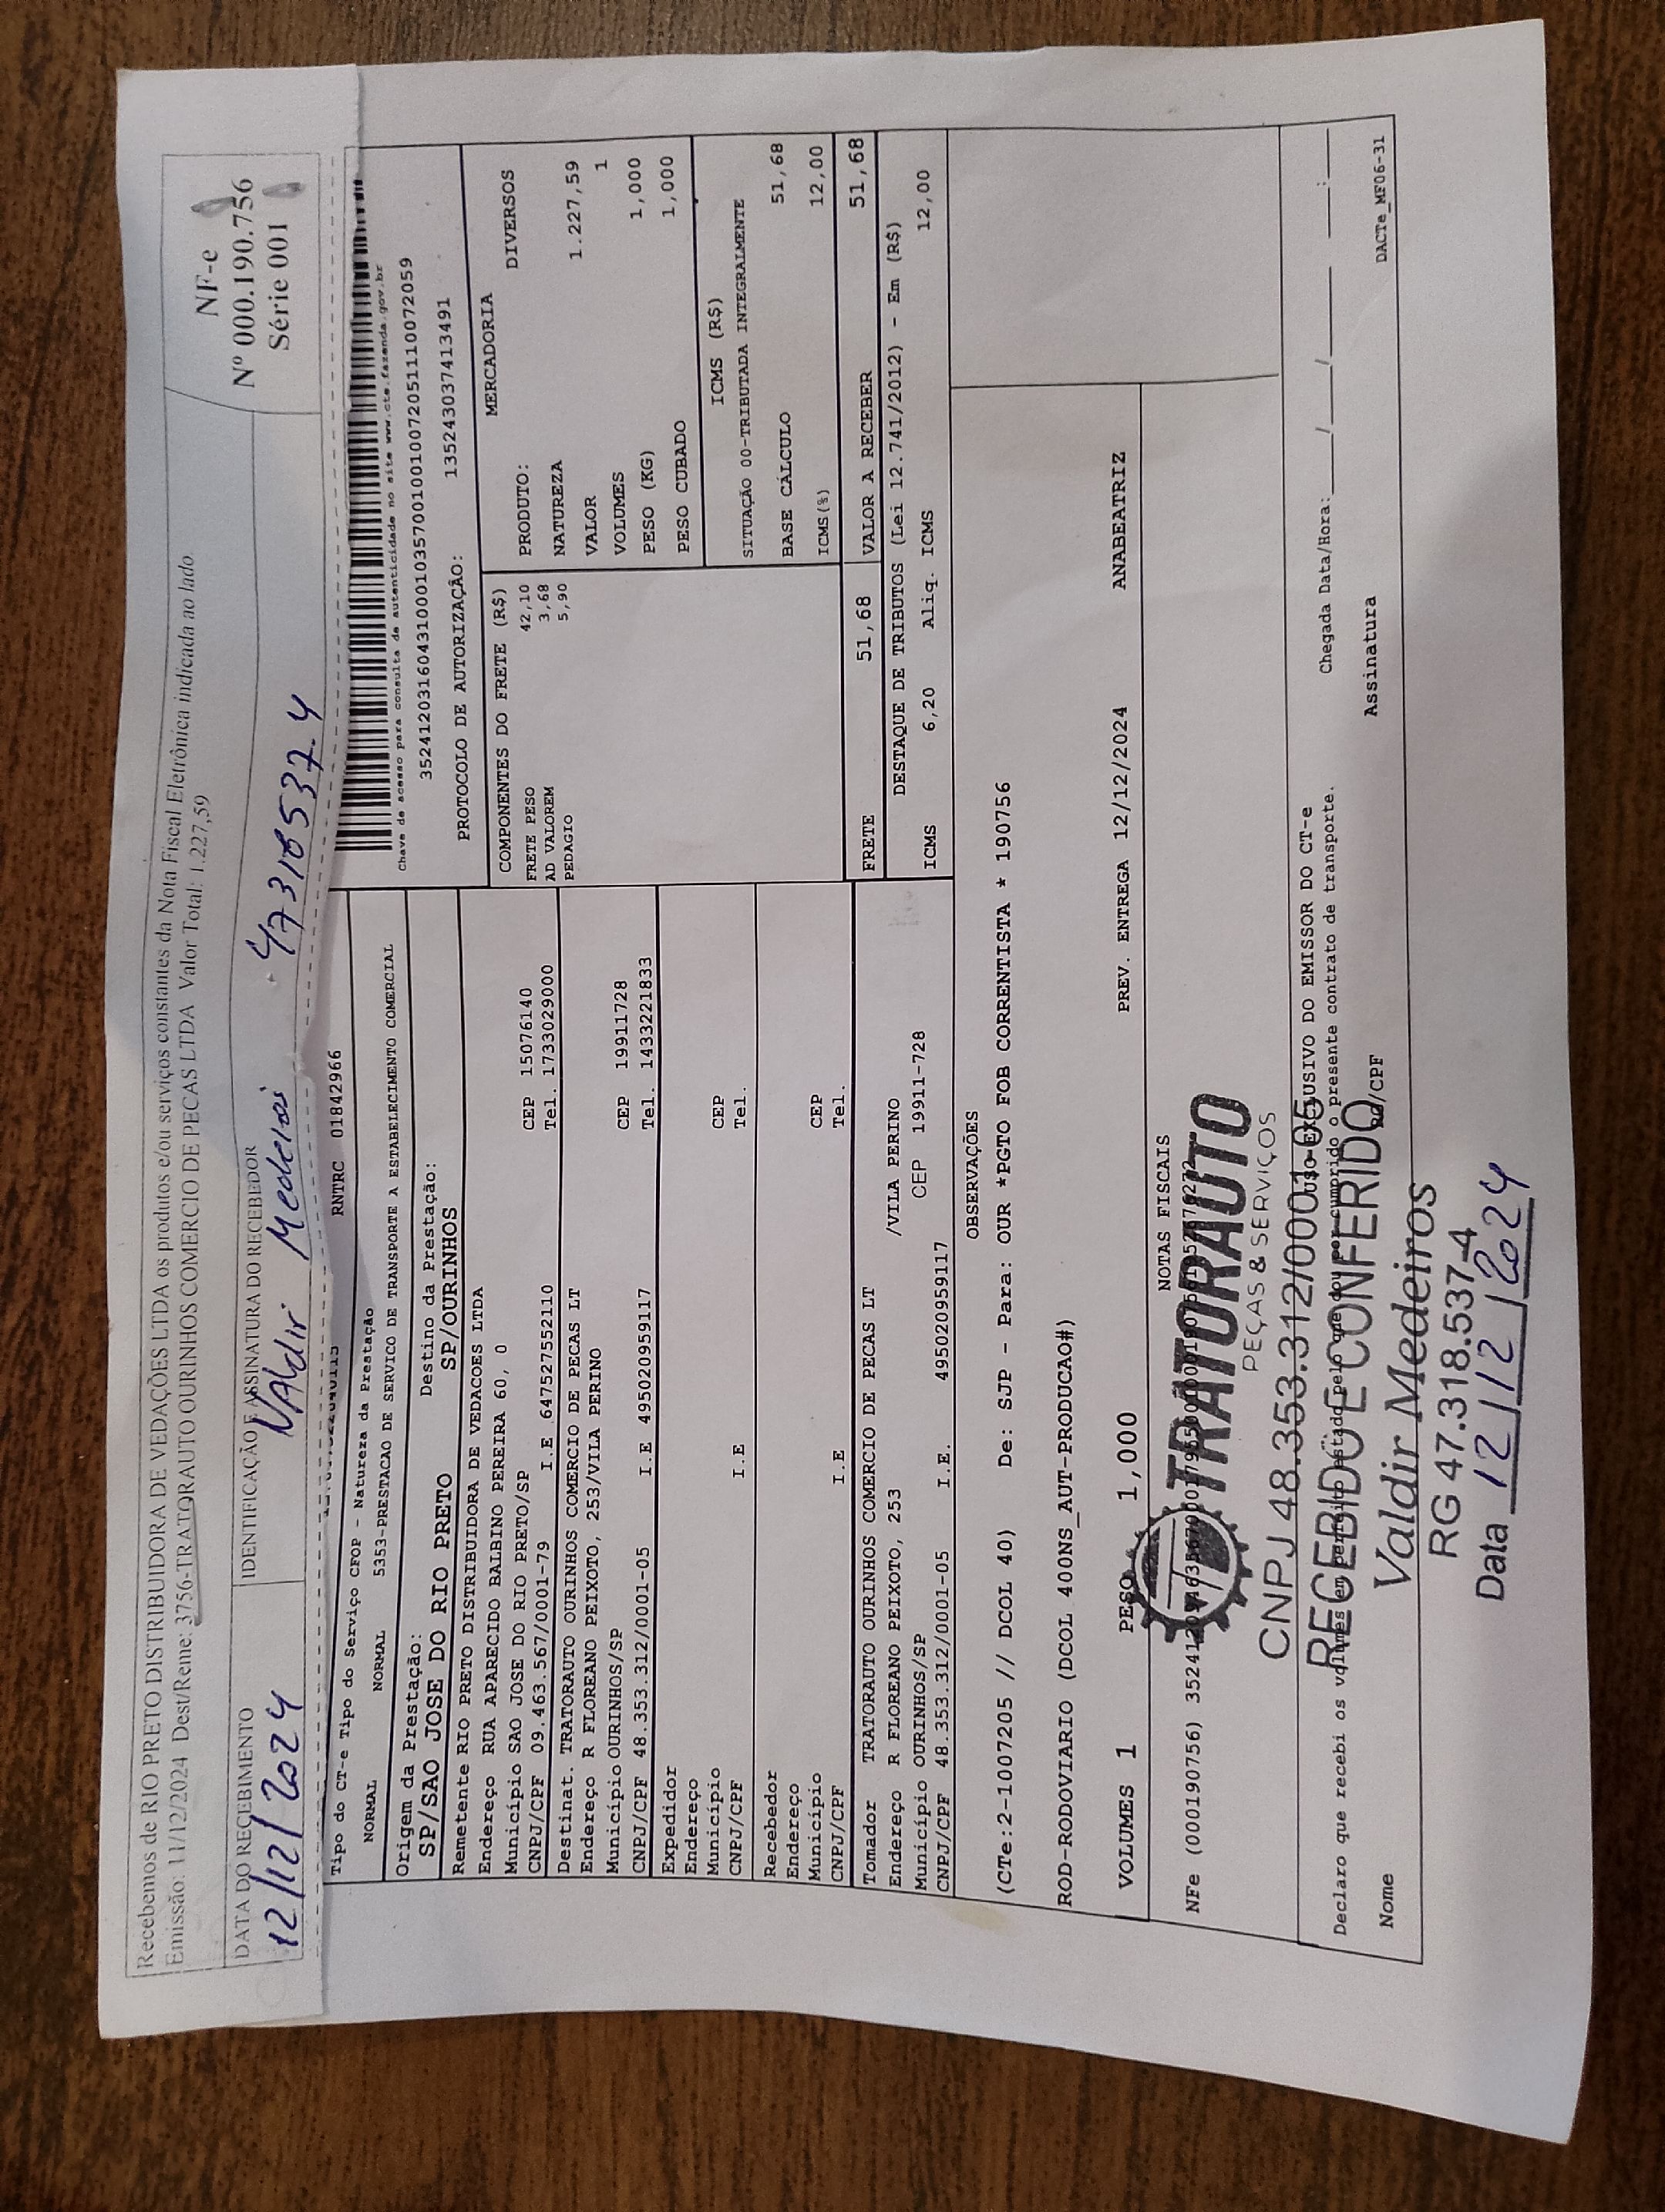 Recebemos de RIO PRETO DISTRIBUIDORA DE VEDAÇÕES LTDA os produtos e/ou serviços constantes da Nota Fiscal Eletrônica indicada ao lado
Emissão: 11/12/2024 Dest/Reme: 3756-TRATORAUTO OURINHOS COMERCIO DE PECAS LTDA Valor Total: 1.227,59
NF-e
Nº 000.190.756
Série 001
DATA DO RECEBIMENTO
12/12/2024
IDENTIFICAÇÃO E ASSINATURA DO RECEBEDOR
Valdir Medeiros 47318537-4
RNTRC 01842966
Tipo do CT-e Tipo do Serviço CFOP - Natureza da Prestação
NORMAL NORMAL 5353-PRESTACAO DE SERVICO DE TRANSPORTE A ESTABELECIMENTO COMERCIAL
Chave de acesso para consulta de autenticidade no site www.cte.fazenda.gov.br
35241203160431000103570010010072051110072059
PROTOCOLO DE AUTORIZAÇÃO: 135243037413491
Origem da Prestação: Destino da Prestação:
SP/SAO JOSE DO RIO PRETO SP/OURINHOS
Remetente RIO PRETO DISTRIBUIDORA DE VEDACOES LTDA
Endereço RUA APARECIDO BALBINO PEREIRA 60, 0
Município SAO JOSE DO RIO PRETO/SP CEP 15076140
CNPJ/CPF 09.463.567/0001-79 I.E 647527552110 Tel. 1733029000
Destinat. TRATORAUTO OURINHOS COMERCIO DE PECAS LT
Endereço R FLOREANO PEIXOTO, 253/VILA PERINO
Município OURINHOS/SP CEP 19911728
CNPJ/CPF 48.353.312/0001-05 I.E 495020959117 Tel. 1433221833
Expedidor
Endereço
Município CEP
CNPJ/CPF I.E Tel.
Recebedor
Endereço
Município CEP
CNPJ/CPF I.E Tel.
Tomador TRATORAUTO OURINHOS COMERCIO DE PECAS LT
Endereço R FLOREANO PEIXOTO, 253 /VILA PERINO
Município OURINHOS/SP CEP 19911-728
CNPJ/CPF 48.353.312/0001-05 I.E. 495020959117
COMPONENTES DO FRETE (R$)
FRETE PESO 42,10
AD VALOREM 3,68
PEDAGIO 5,90
MERCADORIA
PRODUTO: DIVERSOS
NATUREZA
VALOR 1.227,59
VOLUMES 1
PESO (KG) 1,000
PESO CUBADO 1,000
ICMS (R$)
SITUAÇÃO 00-TRIBUTADA INTEGRALMENTE
BASE CÁLCULO 51,68
ICMS(%) 12,00
FRETE 51,68 VALOR A RECEBER 51,68
DESTAQUE DE TRIBUTOS (Lei 12.741/2012) - Em (R$)
ICMS 6,20 Aliq. ICMS 12,00
OBSERVAÇÕES
(CTe:2-1007205 // DCOL 40) De: SJP - Para: OUR *PGTO FOB CORRENTISTA * 190756
ROD-RODOVIARIO (DCOL 400NS_AUT-PRODUCAO#)
VOLUMES 1 PESO 1,000 PREV. ENTREGA 12/12/2024 ANABEATRIZ
NOTAS FISCAIS
NFe (000190756)
TRATORAUTO
PEÇAS & SERVIÇOS
CNPJ 48.353.312/0001-05
RECEBIDO E CONFERIDO
Valdir Medeiros
RG 47.318.537-4
Data 12/12/2024
USO EXCLUSIVO DO EMISSOR DO CT-e
Declaro que recebi os volumes em perfeito estado pelo que dou por cumprido o presente contrato de transporte.
Chegada Data/Hora: __/__/__ __:__
Nome RG/CPF Assinatura
DACTe_MF06-31